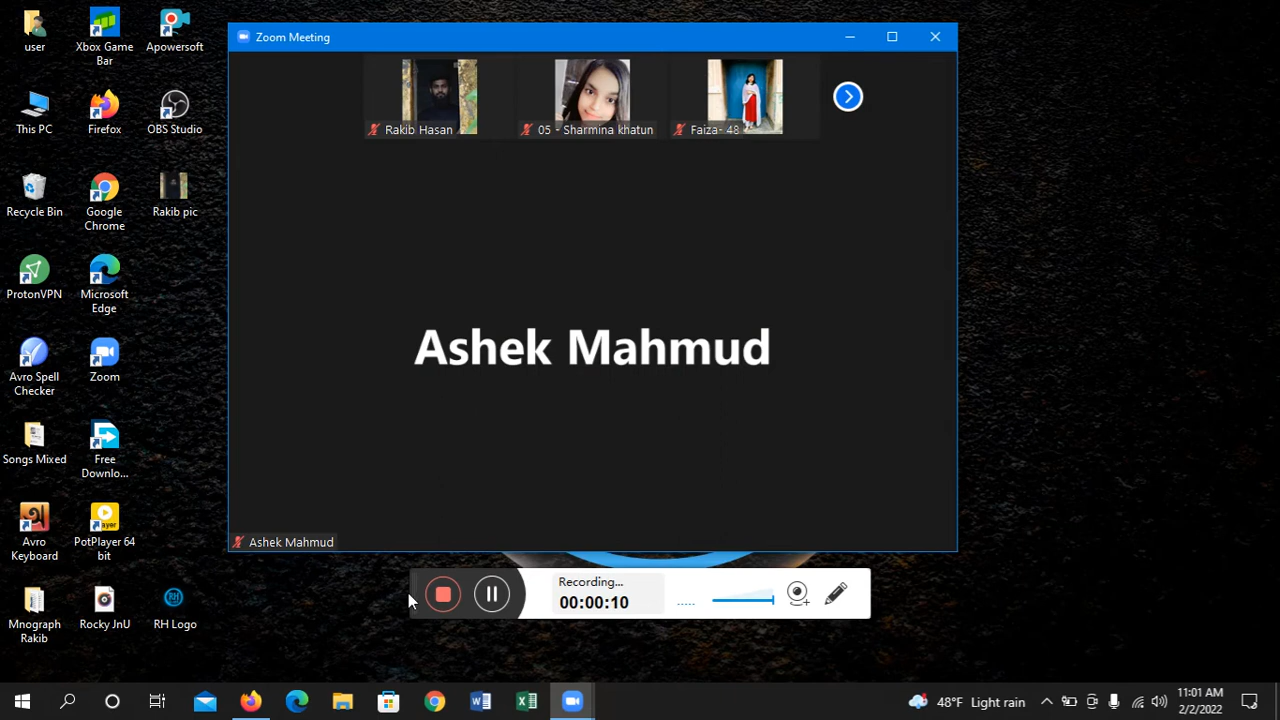 user
Xbox Game
Bar
Apowersoft
This PC
Firefox
OBS Studio
Recycle Bin
Google
Chrome
Rakib pic
ProtonVPN
Microsoft
Edge
Avro Spell
Checker
Zoom
Songs Mixed
Free
Downlo...
Avro
Keyboard
PotPlayer 64
bit
Mnograph
Rakib
Rocky JnU
RH Logo
Zoom Meeting
Rakib Hasan
05 - Sharmina khatun
Faiza- 48
Ashek Mahmud
Ashek Mahmud
Recording...
00:00:10
48°F Light rain
11:01 AM
2/2/2022